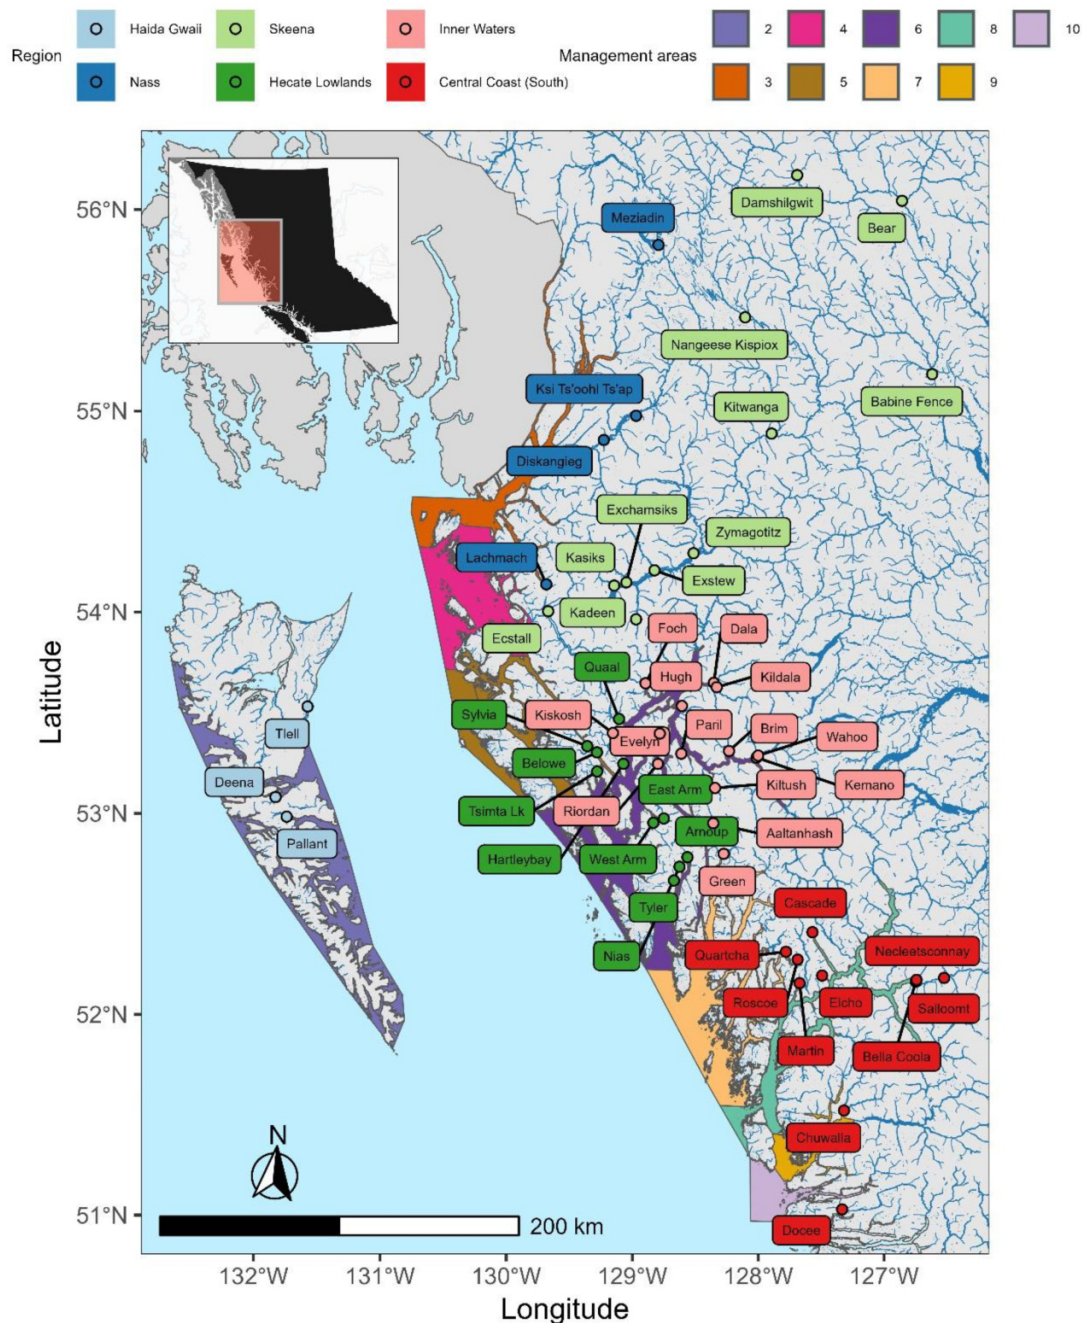 Region
Haida Gwaii
Skeena
Inner Waters
Nass
Hecate Lowlands
Central Coast (South)
Management areas
2
4
6
8
10
3
5
7
9
Damshilgwit
Bear
Meziadin
Nangeese Kispiox
Ksi Ts'oohl Ts'ap
Kitwanga
Babine Fence
Diskangieg
Exchamsiks
Zymagotitz
Lachmach
Kasiks
Exstew
Kadeen
Ecstall
Foch
Dala
Quaal
Hugh
Kildala
Sylvia
Kiskosh
Paril
Brim
Wahoo
Evelyn
Belowe
Tlell
Deena
East Arm
Kiltush
Kemano
Tsimta Lk
Riordan
Arnoup
Aaltanhash
Pallant
Hartleybay
West Arm
Green
Tyler
Cascade
Nias
Quartcha
Necleetsconnay
Roscoe
Elcho
Salloomt
Martin
Bella Coola
Chuwalla
Docee
N
200 km
56°N
55°N
54°N
53°N
52°N
51°N
Latitude
132°W
131°W
130°W
129°W
128°W
127°W
Longitude